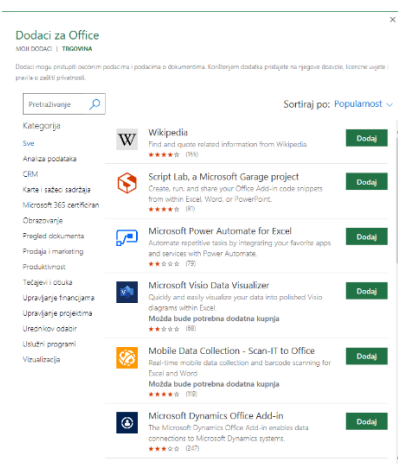 ×
Dodaci za Office
MOJI DODACI | TRGOVINA
Dodaci mogu pristupiti osobnim podacima i podacima o dokumentima. Korištenjem dodatka pristajete na njegove dozvole, licencne uvjete i
pravila o zaštiti privatnosti.
Pretraživanje
Sortiraj po: Popularnost
Kategorija
Sve
Analiza podataka
CRM
Karte i sažeci sadržaja
Microsoft 365 certificiran
Obrazovanje
Pregled dokumenta
Prodaja i marketing
Produktivnost
Tečajevi i obuka
Upravljanje financijama
Upravljanje projektima
Urednikov odabir
Uslužni programi
Vizualizacija
W
Wikipedia
Find and quote related information from Wikipedia.
Dodaj
Script Lab, a Microsoft Garage project
Create, run, and share your Office Add-in code snippets
from within Excel, Word, or PowerPoint.
(81)
Dodaj
Microsoft Power Automate for Excel
Automate repetitive tasks by integrating your favorite apps
and services with Power Automate.
(79)
Dodaj
Microsoft Visio Data Visualizer
Quickly and easily visualize your data into polished Visio
diagrams within Excel.
Možda bude potrebna dodatna kupnja
(68)
Dodaj
Mobile Data Collection - Scan-IT to Office
Real-time mobile data collection and barcode scanning for
Excel and Word
Možda bude potrebna dodatna kupnja
Dodaj
Microsoft Dynamics Office Add-in
The Microsoft Dynamics Office Add-in enables data
connections to Microsoft Dynamics systems.
(247)
Dodaj